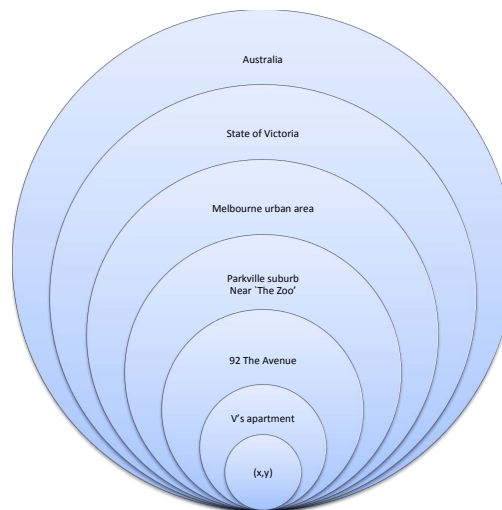 Australia
State of Victoria
Melbourne urban area
Parkville suburb
Near `The Zoo’
92 The Avenue
V’s apartment
(x,y)